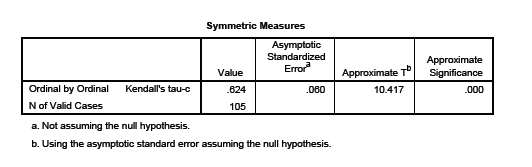 Symmetric Measures
Value Asymptotic Standardized Error^a Approximate T^b Approximate Significance
Ordinal by Ordinal Kendall's tau-c .624 .060 10.417 .000
N of Valid Cases 105
a. Not assuming the null hypothesis.
b. Using the asymptotic standard error assuming the null hypothesis.